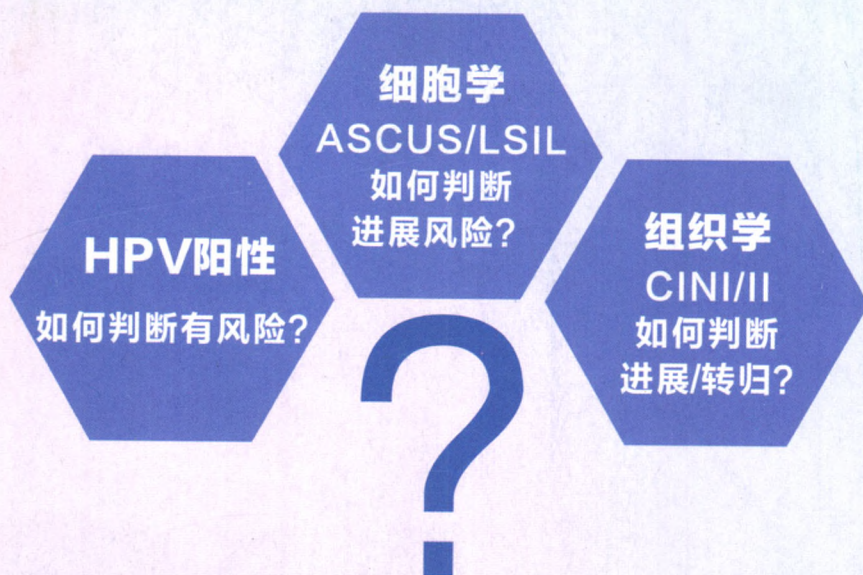 HPV阳性
如何判断有风险?
细胞学
ASCUS/LSIL
如何判断
进展风险?
组织学
CINI/II
如何判断
进展/转归?
?